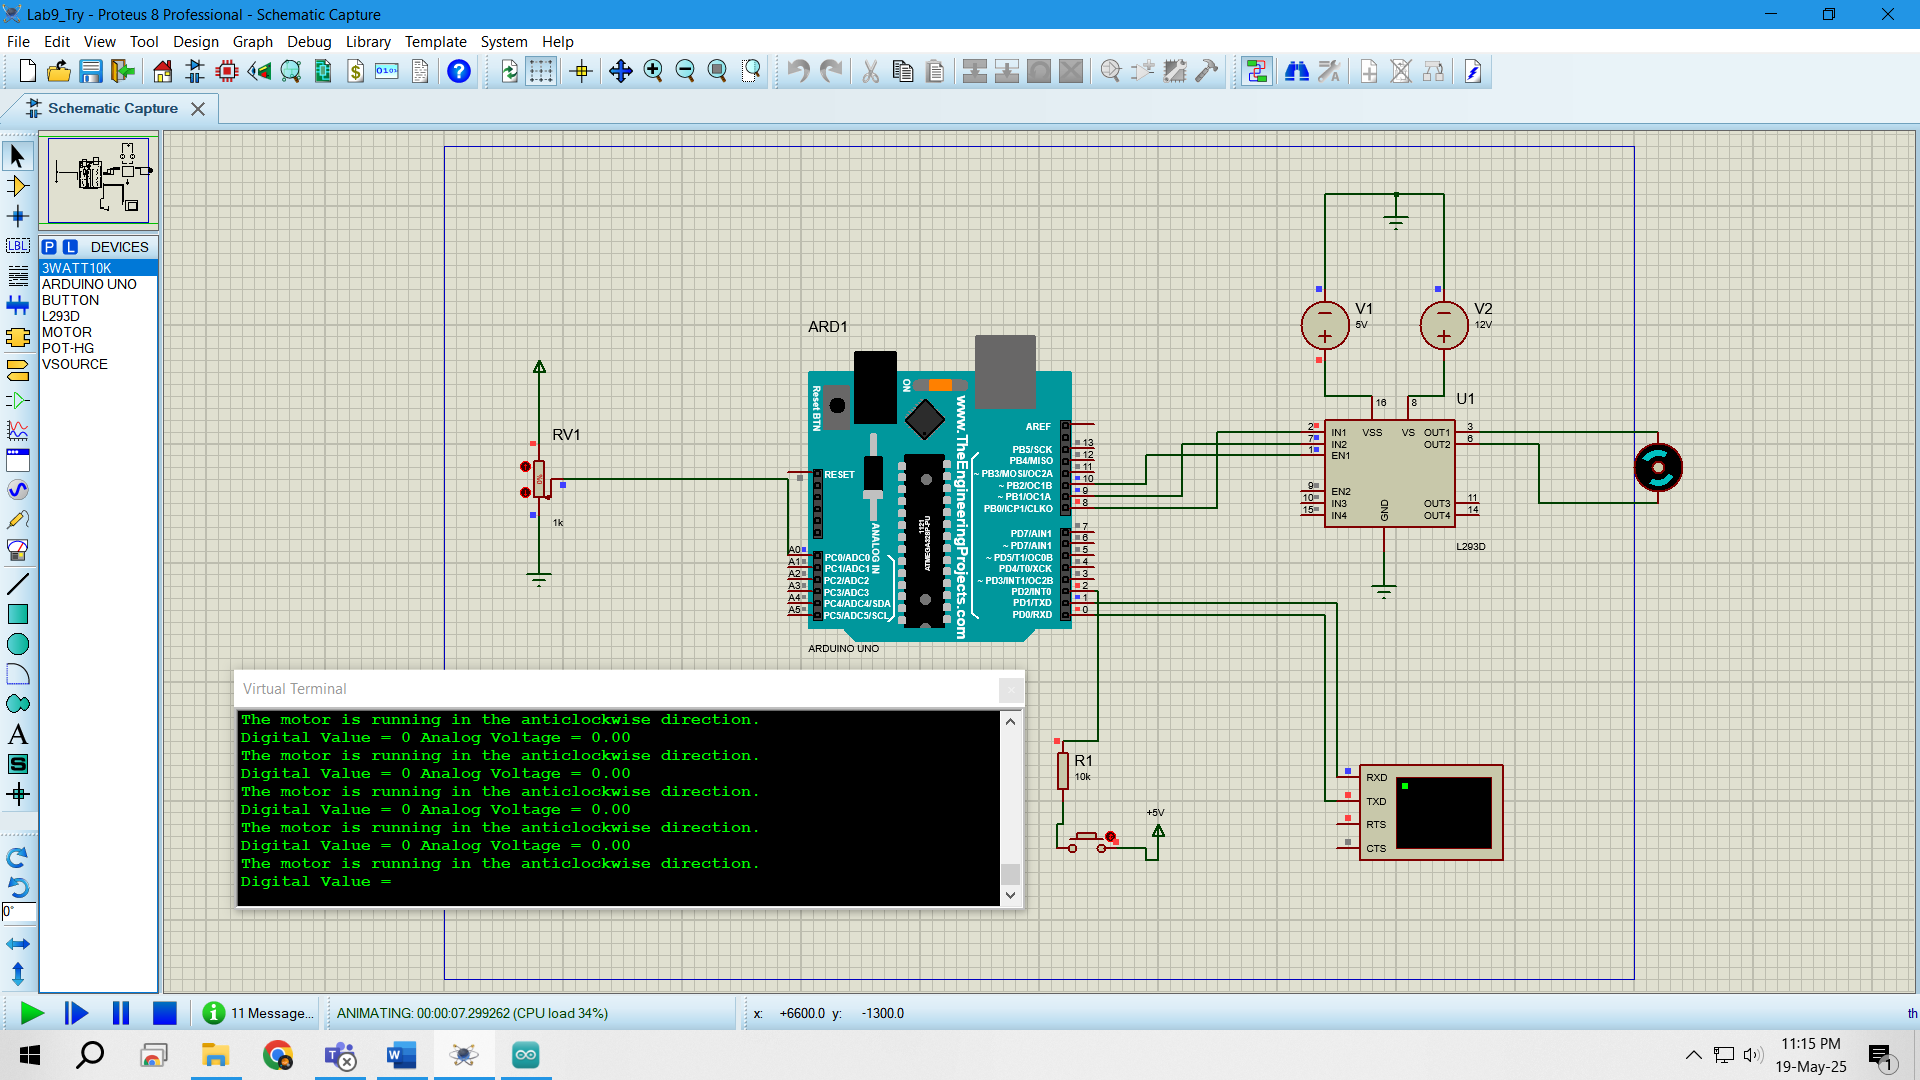 Lab9_Try - Proteus 8 Professional - Schematic Capture
File Edit View Tool Design Graph Debug Library Template System Help
Schematic Capture
P L DEVICES
3WATT10K
ARDUINO UNO
BUTTON
L293D
MOTOR
POT-HG
VSOURCE
LBL
A
S
0°
V1
5V
V2
12V
ARD1
Reset BTN
ON
www.TheEngineeringProjects.com
ANALOG IN
1121
ATMEGA328P-PU
RESET
A0 PC0/ADC0
A1 PC1/ADC1
A2 PC2/ADC2
A3 PC3/ADC3
A4 PC4/ADC4/SDA
A5 PC5/ADC5/SCL
AREF
PB5/SCK 13
PB4/MISO 12
~ PB3/MOSI/OC2A 11
~ PB2/OC1B 10
~ PB1/OC1A 9
PB0/ICP1/CLKO 8
PD7/AIN1 7
~ PD7/AIN1 6
~ PD5/T1/OC0B 5
PD4/T0/XCK 4
~ PD3/INT1/OC2B 3
PD2/INT0 2
PD1/TXD 1
PD0/RXD 0
ARDUINO UNO
RV1
1k
U1
16 8
2 IN1 VSS VS OUT1 3
7 IN2 OUT2 6
1 EN1
9 EN2
10 IN3 OUT3 11
15 IN4 OUT4 14
GND
L293D
R1
10k
+5V
RXD
TXD
RTS
CTS
Virtual Terminal
The motor is running in the anticlockwise direction.
Digital Value = 0 Analog Voltage = 0.00
The motor is running in the anticlockwise direction.
Digital Value = 0 Analog Voltage = 0.00
The motor is running in the anticlockwise direction.
Digital Value = 0 Analog Voltage = 0.00
The motor is running in the anticlockwise direction.
Digital Value = 0 Analog Voltage = 0.00
The motor is running in the anticlockwise direction.
Digital Value =
11 Message... ANIMATING: 00:00:07.299262 (CPU load 34%) x: +6600.0 y: -1300.0 th
11:15 PM
19-May-25
1